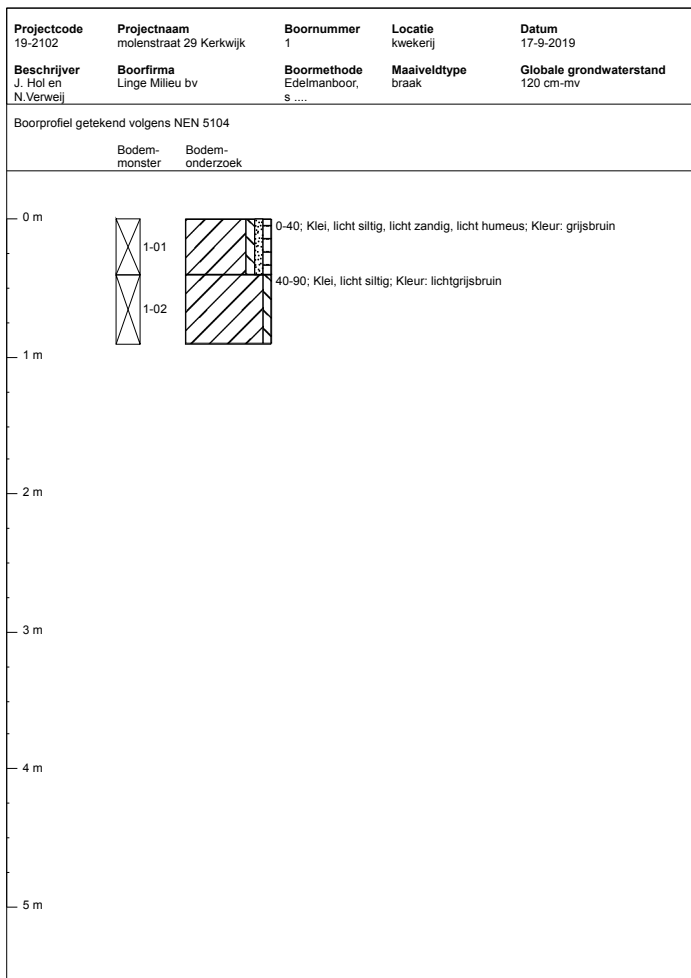 Projectcode Projectnaam Boornummer Locatie Datum
19-2102 molenstraat 29 Kerkwijk 1 kwekerij 17-9-2019
Beschrijver Boorfirma Boormethode Maaiveldtype Globale grondwaterstand
J. Hol en Linge Milieu bv Edelmanboor, braak 120 cm-mv
N.Verweij s ....
Boorprofiel getekend volgens NEN 5104
Bodem- Bodem-
monster onderzoek
0 m
0-40; Klei, licht siltig, licht zandig, licht humeus; Kleur: grijsbruin
1-01
40-90; Klei, licht siltig; Kleur: lichtgrijsbruin
1-02
1 m
2 m
3 m
4 m
5 m